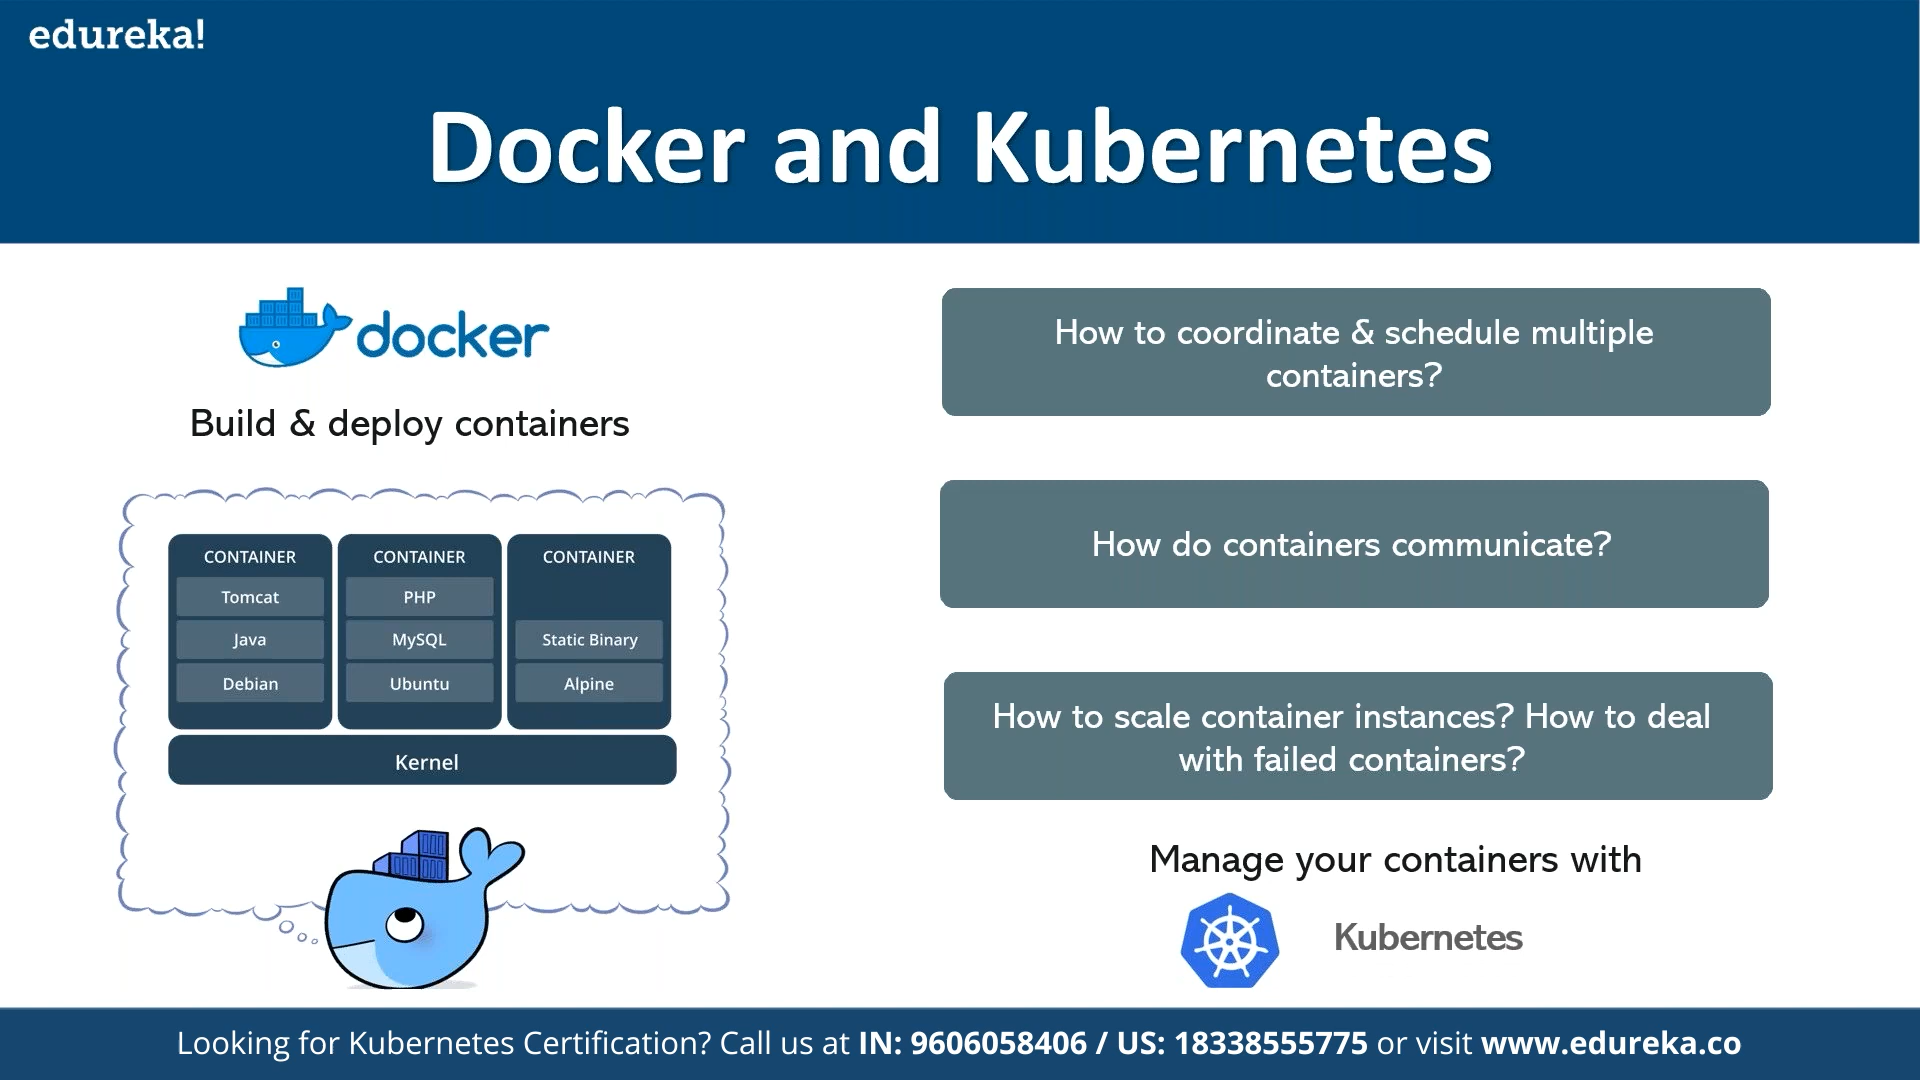 edureka!
Docker and Kubernetes
docker
Build & deploy containers
CONTAINER
Tomcat
Java
Debian
CONTAINER
PHP
MySQL
Ubuntu
CONTAINER
Static Binary
Alpine
Kernel
How to coordinate & schedule multiple
containers?
How do containers communicate?
How to scale container instances? How to deal
with failed containers?
Manage your containers with
Kubernetes
Looking for Kubernetes Certification? Call us at IN: 9606058406 / US: 18338555775 or visit www.edureka.co